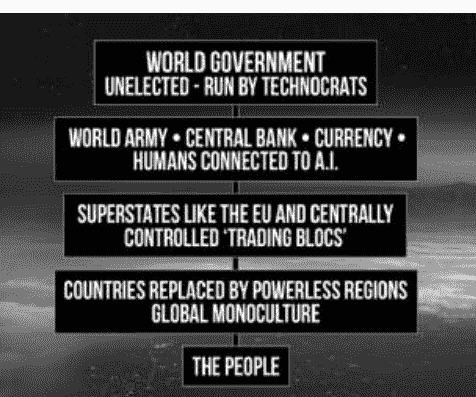 WORLD GOVERNMENT
UNELECTED - RUN BY TECHNOCRATS
WORLD ARMY • CENTRAL BANK • CURRENCY •
HUMANS CONNECTED TO A.I.
SUPERSTATES LIKE THE EU AND CENTRALLY
CONTROLLED 'TRADING BLOCS'
COUNTRIES REPLACED BY POWERLESS REGIONS
GLOBAL MONOCULTURE
THE PEOPLE